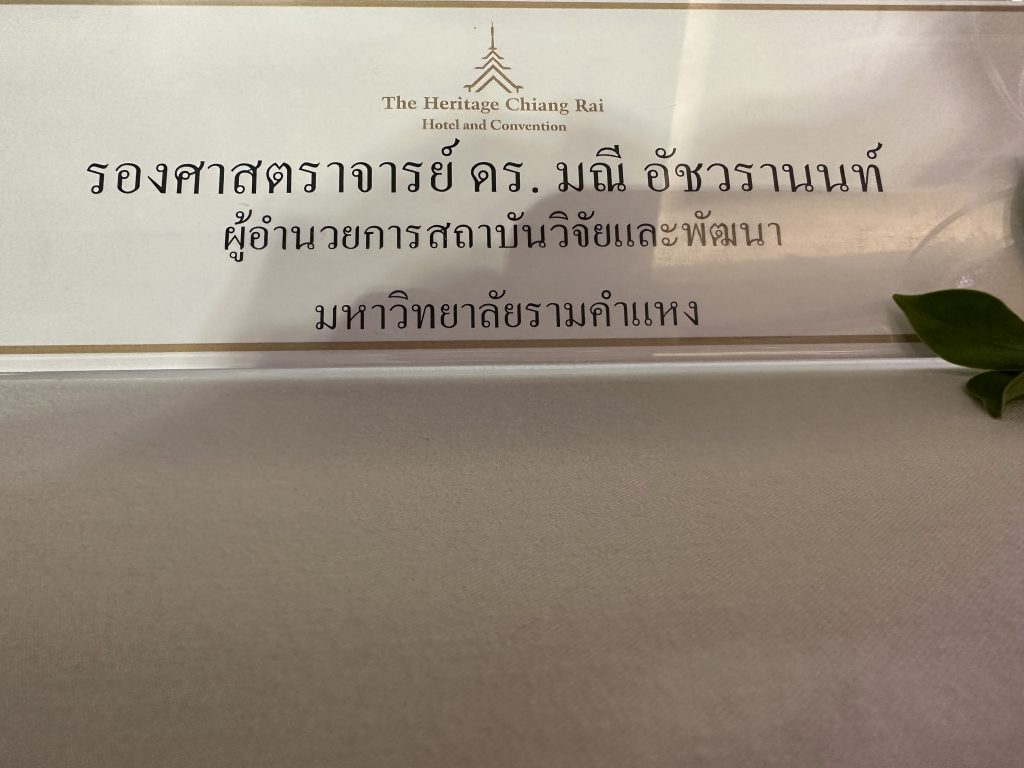 The Heritage Chiang Rai
Hotel and Convention
รองศาสตราจารย์ ดร. มณี อัชวรานนท์
ผู้อำนวยการสถาบันวิจัยและพัฒนา
มหาวิทยาลัยรามคำแหง